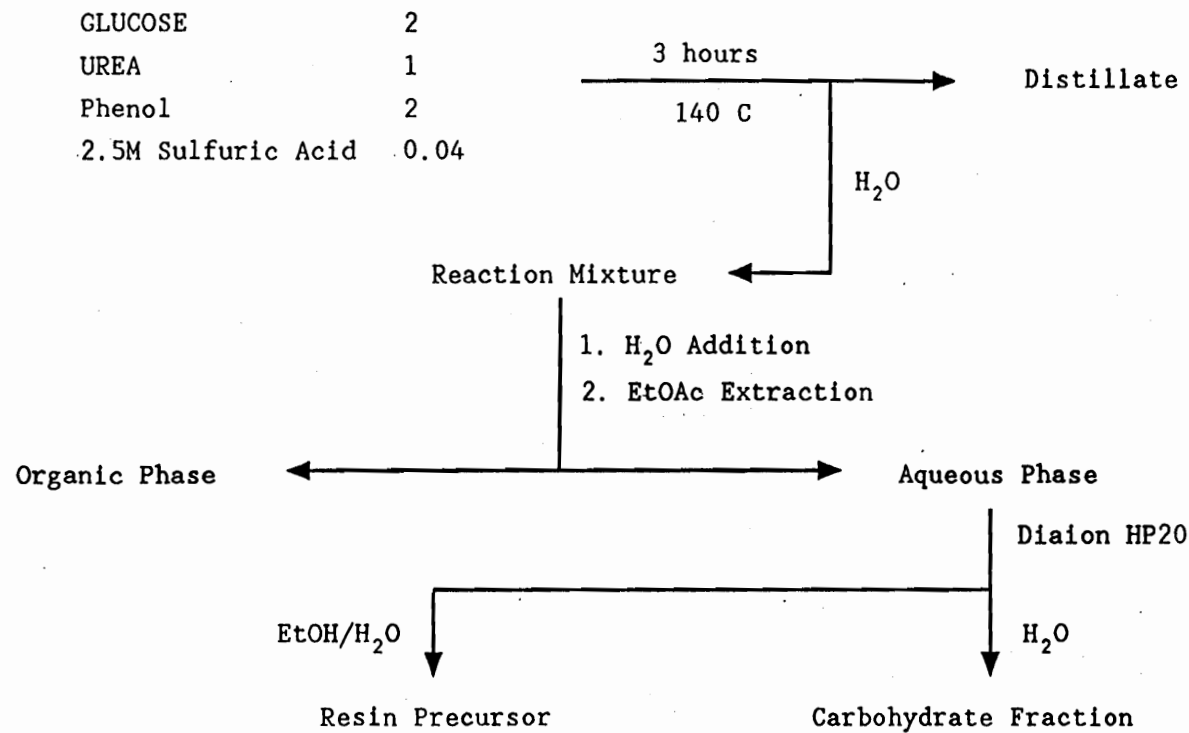 GLUCOSE 2
UREA 1
Phenol 2
2.5M Sulfuric Acid 0.04
3 hours
140 C
Distillate
H₂O
Reaction Mixture
1. H₂O Addition
2. EtOAc Extraction
Organic Phase
Aqueous Phase
Diaion HP20
EtOH/H₂O
H₂O
Resin Precursor
Carbohydrate Fraction